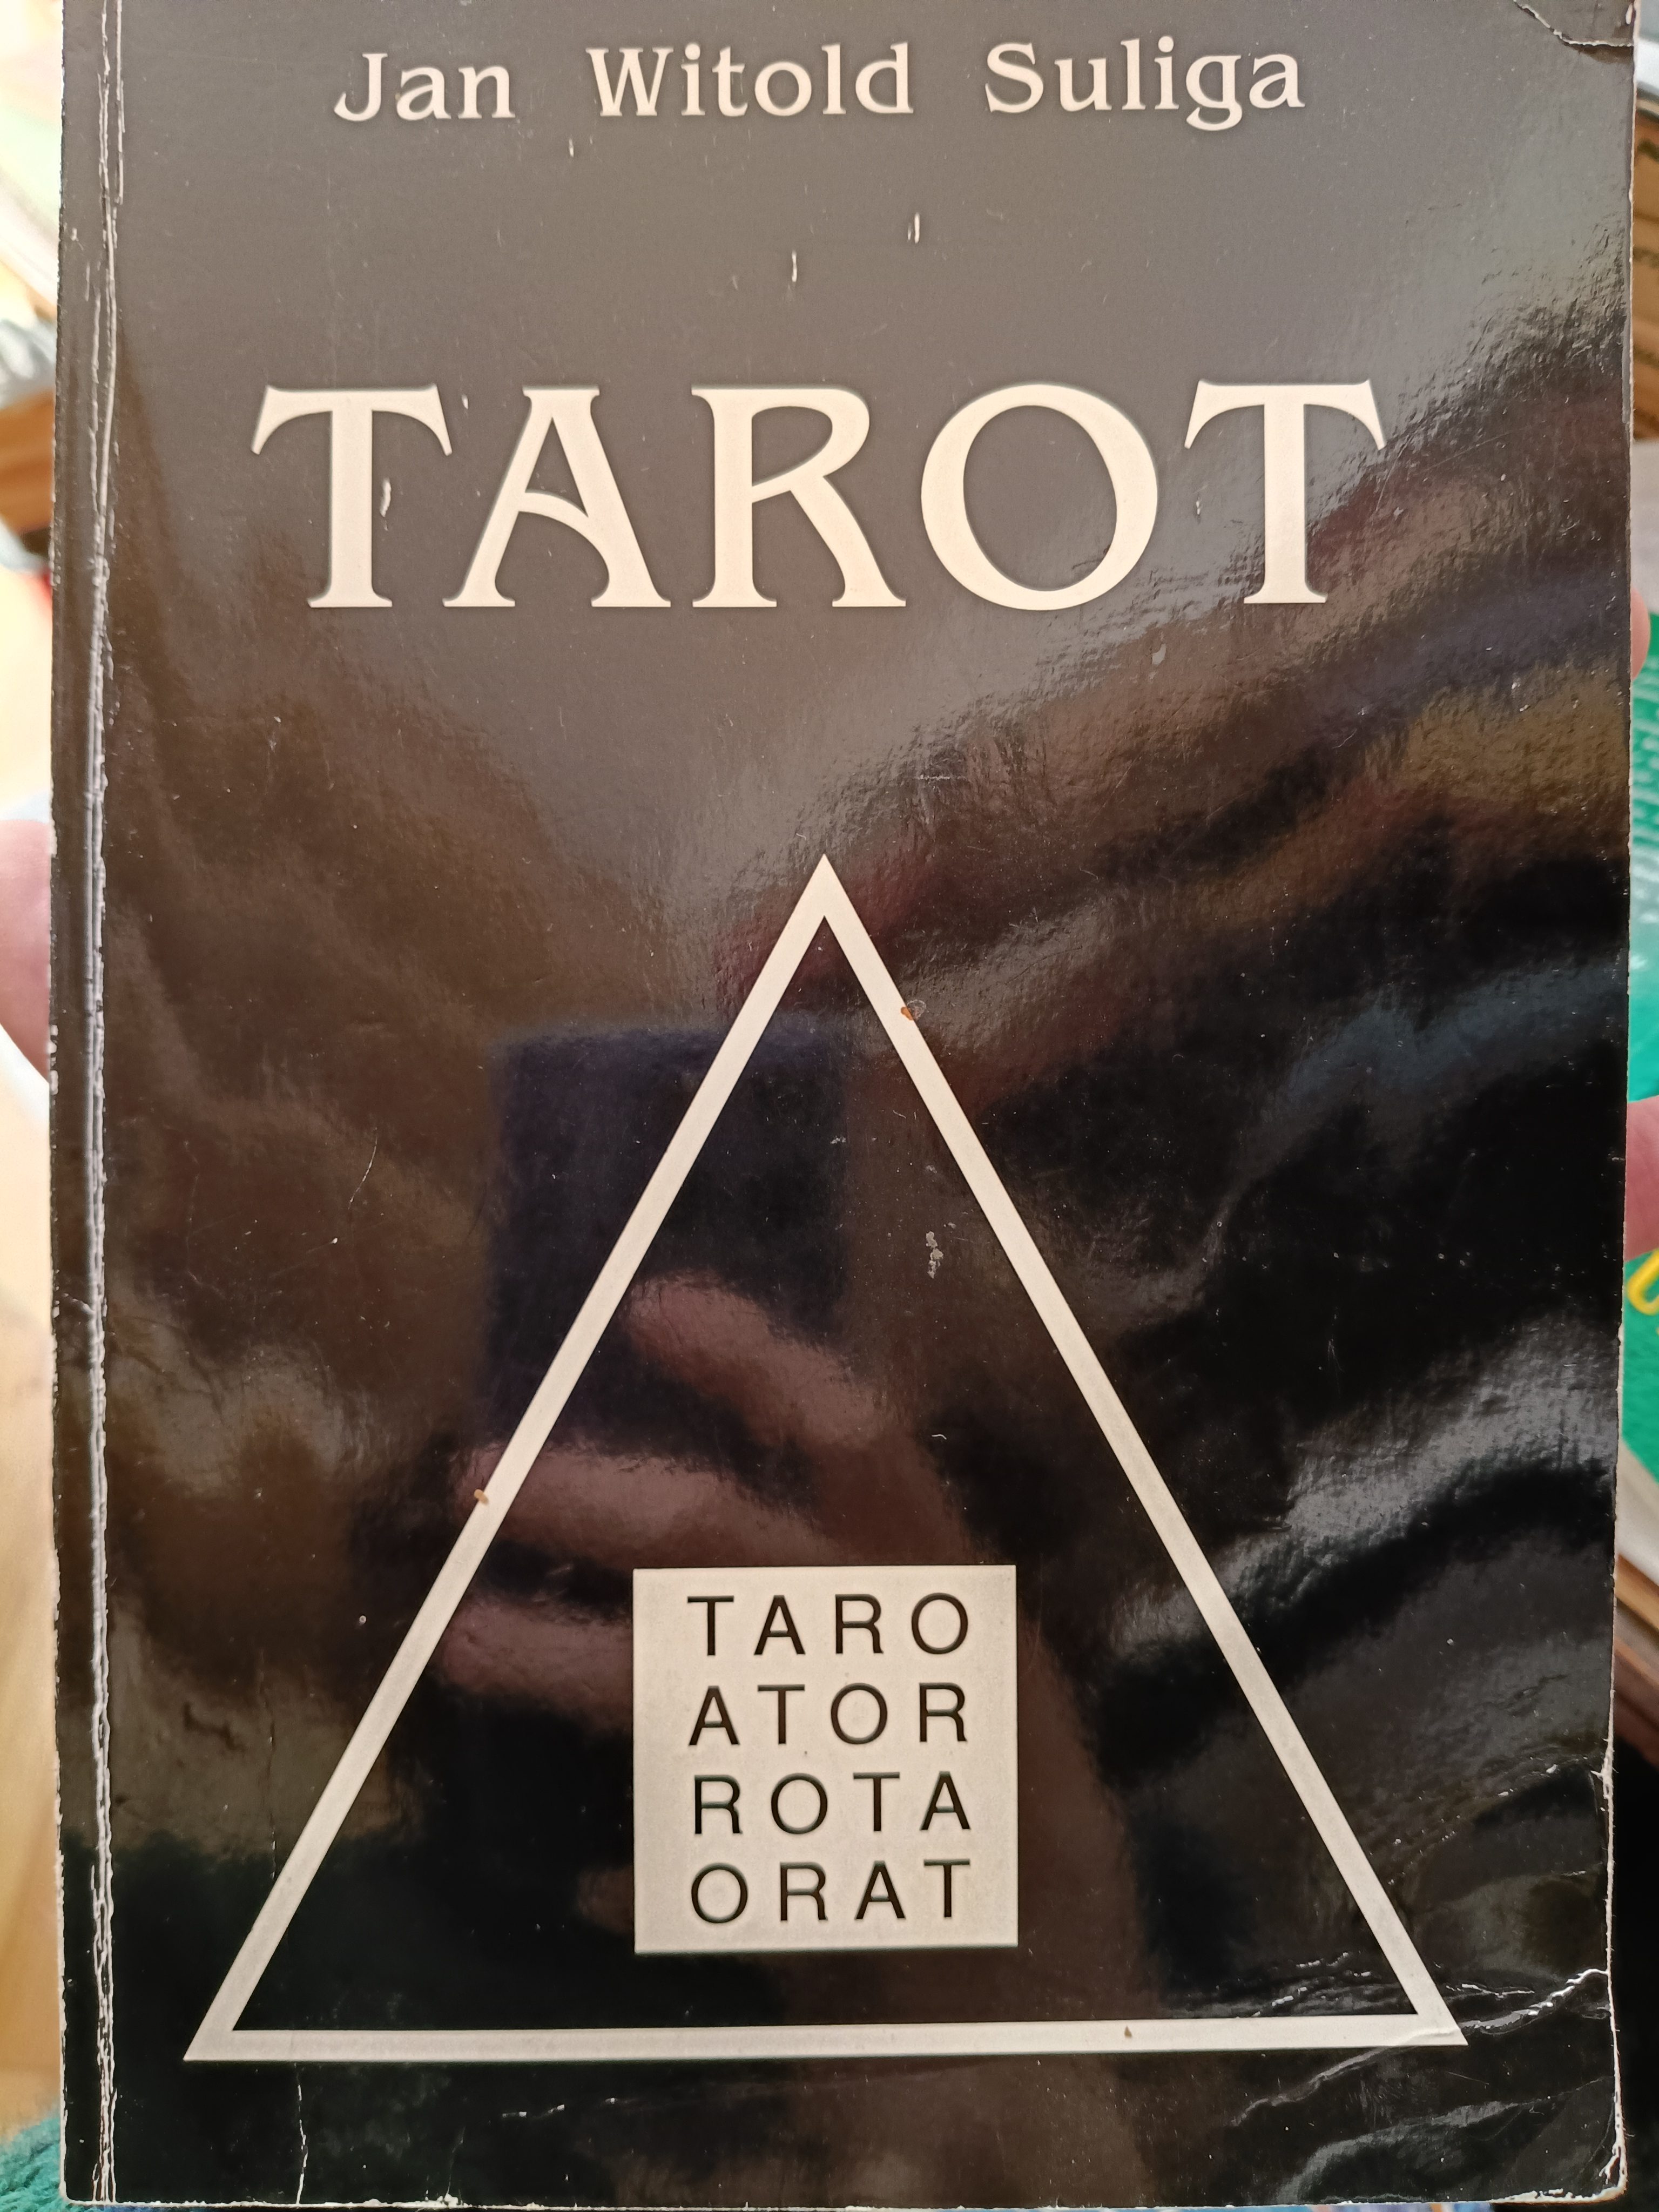 Jan Witold Suliga
TAROT
TARO
ATOR
ROTA
ORAT